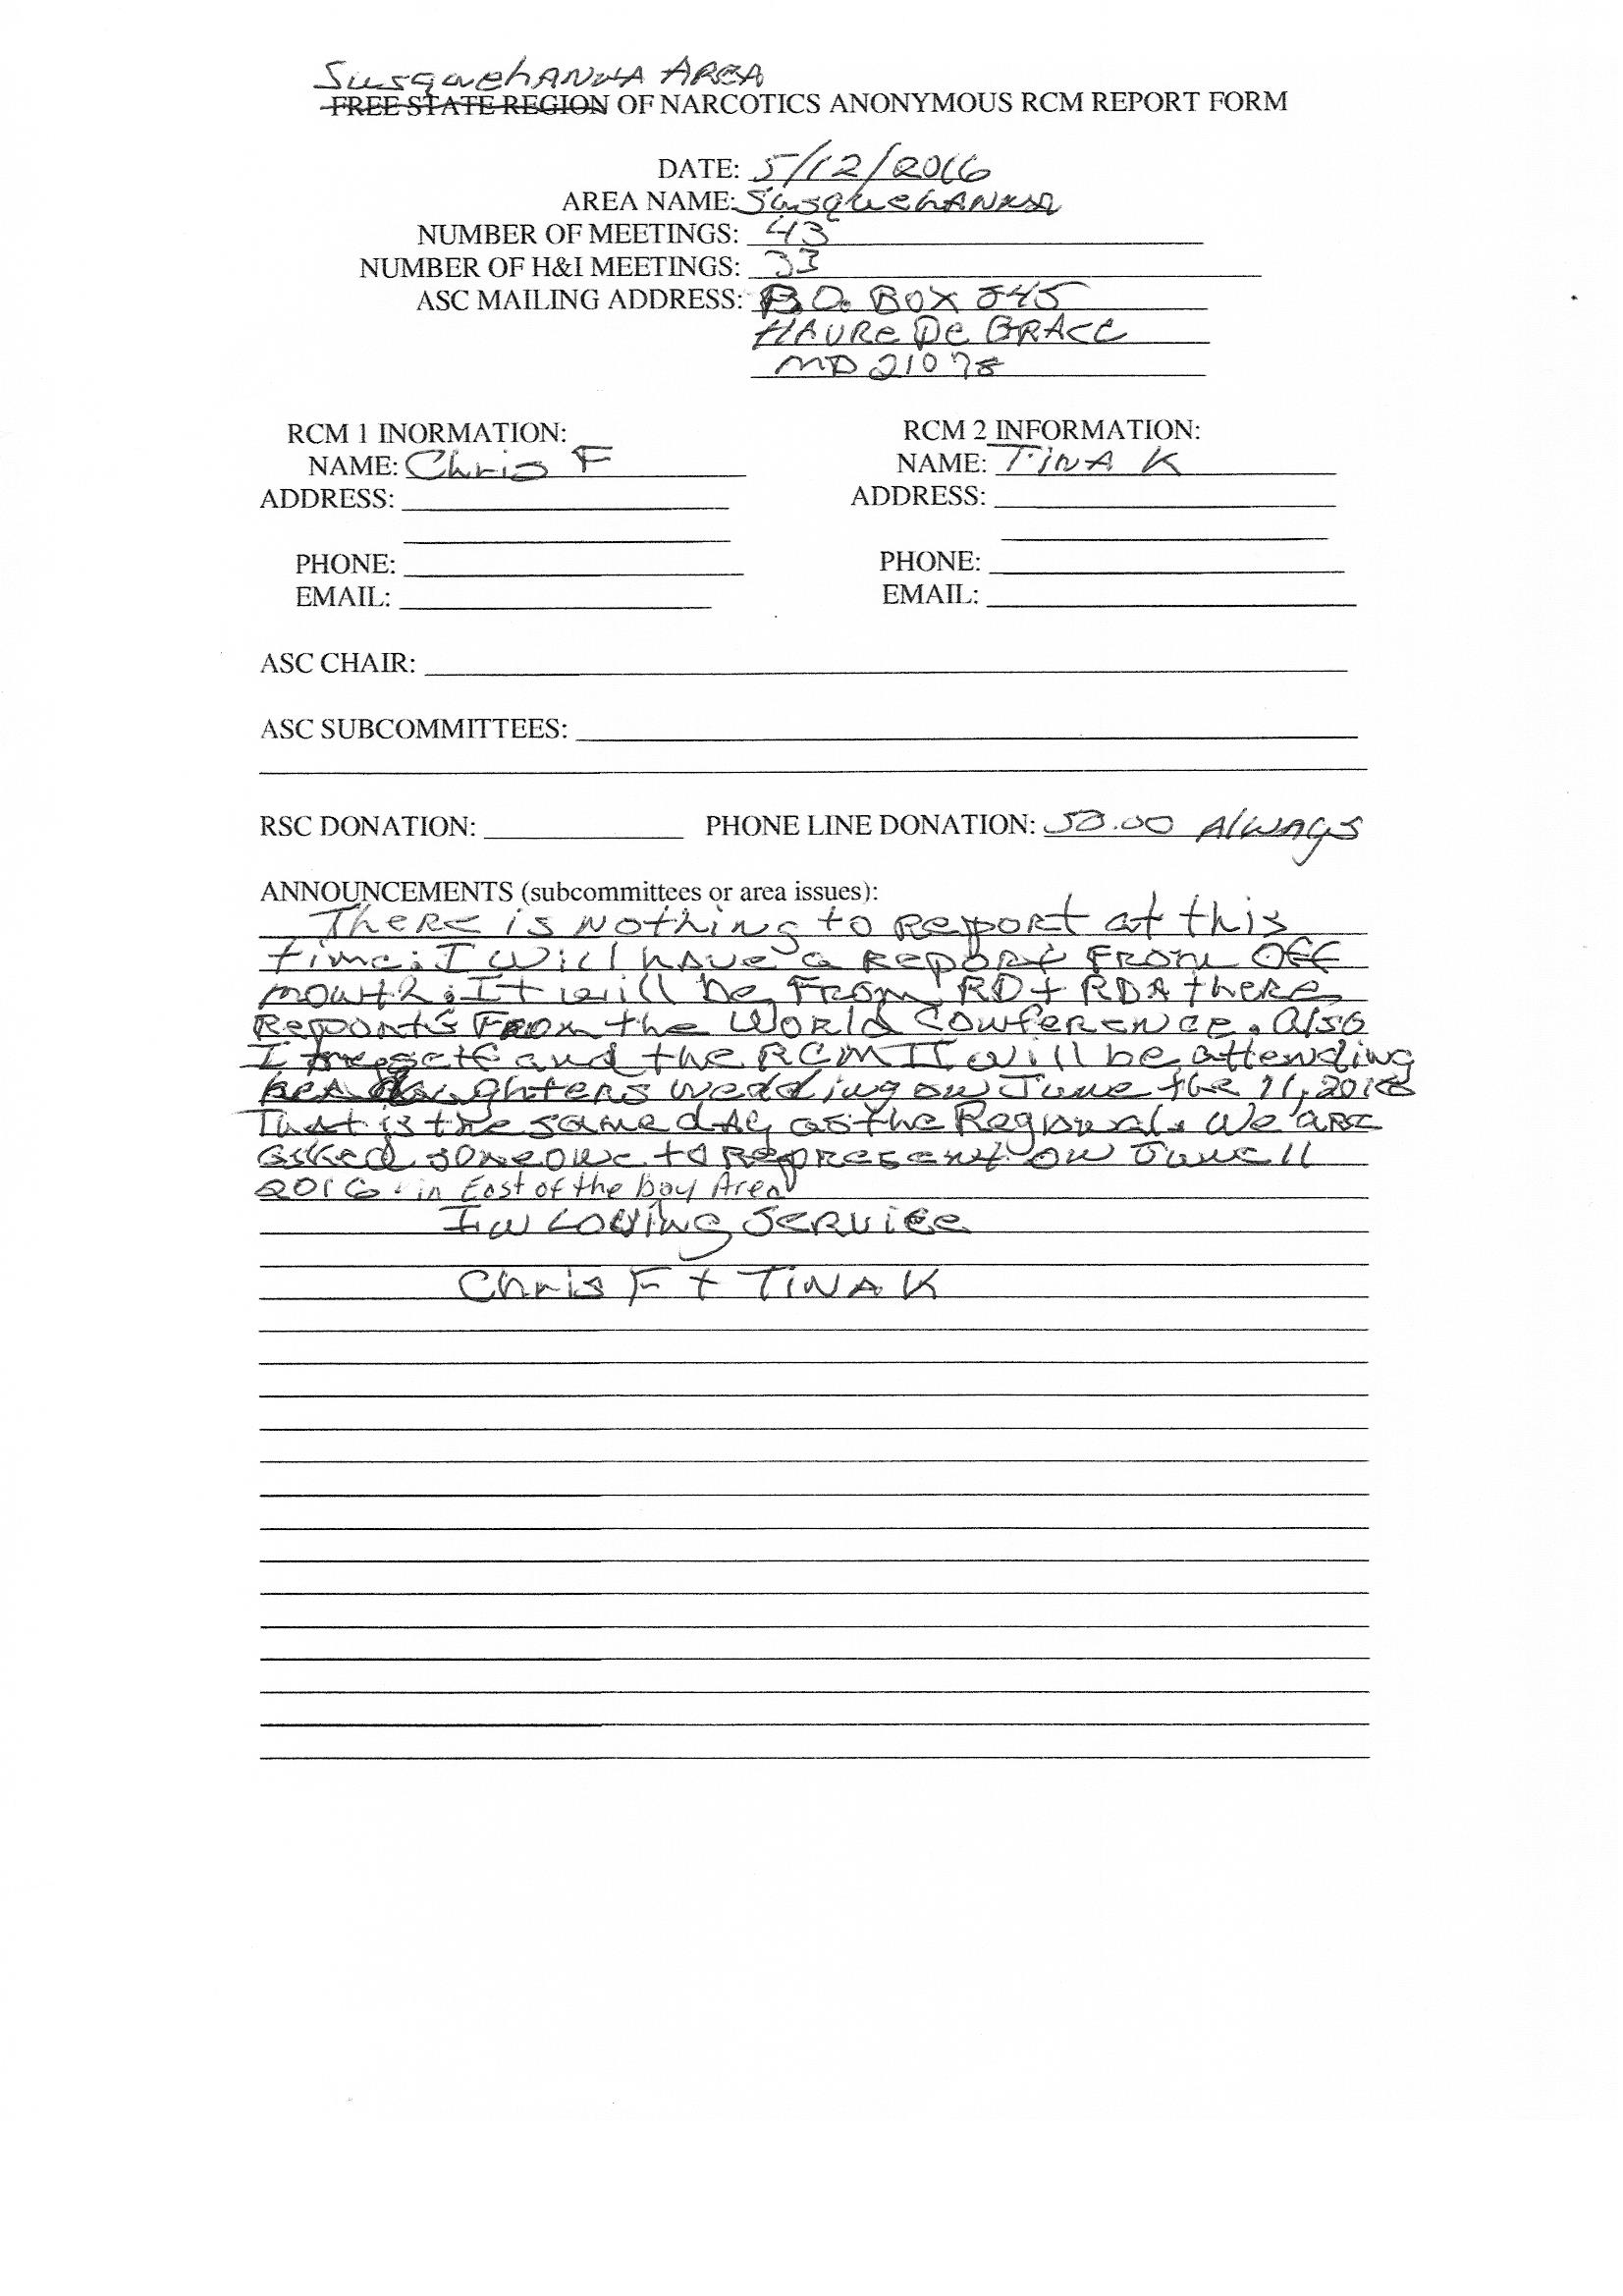 Susquehanna Area
FREE STATE REGION OF NARCOTICS ANONYMOUS RCM REPORT FORM
DATE: 5/12/2016
AREA NAME: Susquehanna
NUMBER OF MEETINGS: 43
NUMBER OF H&I MEETINGS: 33
ASC MAILING ADDRESS: P.O. BOX 845
HAVRE De GRACE
MD 21078
RCM 1 INORMATION:
NAME: Chris F
ADDRESS:
PHONE:
EMAIL:
RCM 2 INFORMATION:
NAME: TINA K
ADDRESS:
PHONE:
EMAIL:
ASC CHAIR:
ASC SUBCOMMITTEES:
RSC DONATION: PHONE LINE DONATION: 50.00 Always
ANNOUNCEMENTS (subcommittees or area issues):
There is nothing to report at this
time. I will have a report from off
month. It will be from RD + RDA there
Reports From the World Conference. Also
I and the RCM II will be attending
her daughters wedding on June the 11, 2016
That is the same day as the Regional. We are
asked someone to represent on June 11
2016 in East of the bay Area
In Loving Service
Chris F + TINA K